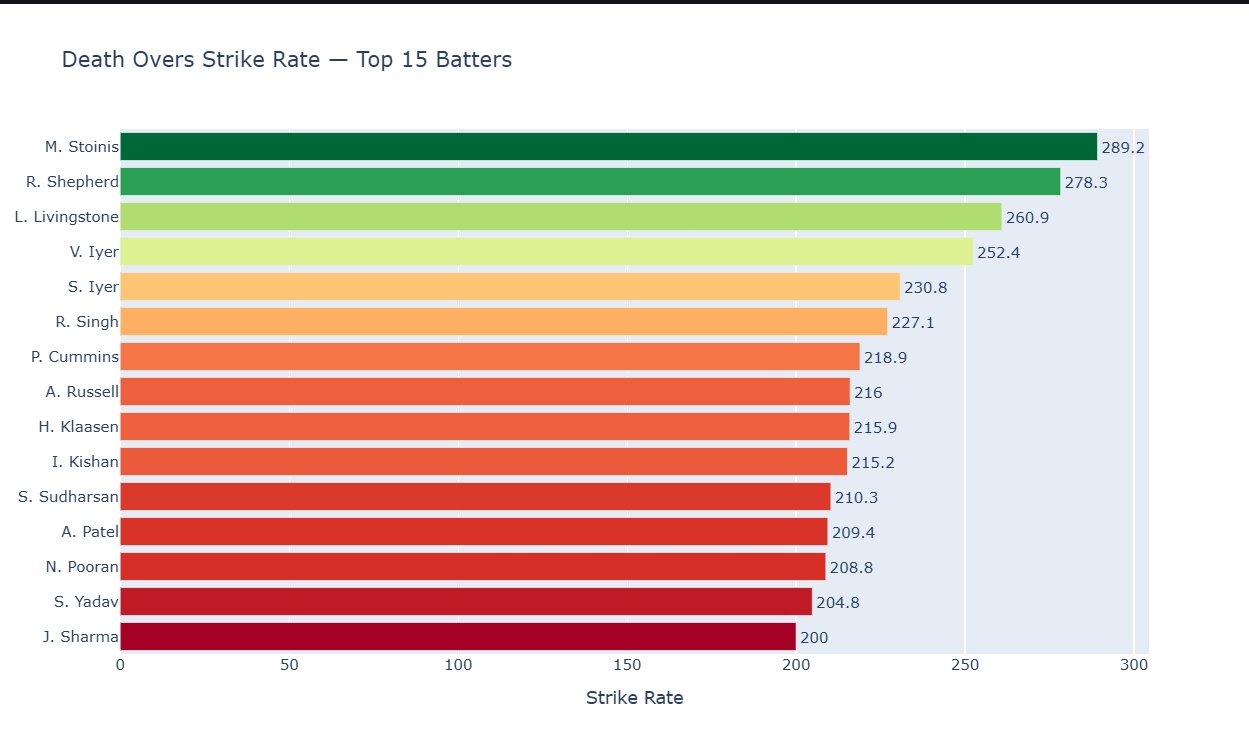 Death Overs Strike Rate — Top 15 Batters
M. Stoinis 289.2
R. Shepherd 278.3
L. Livingstone 260.9
V. Iyer 252.4
S. Iyer 230.8
R. Singh 227.1
P. Cummins 218.9
A. Russell 216
H. Klaasen 215.9
I. Kishan 215.2
S. Sudharsan 210.3
A. Patel 209.4
N. Pooran 208.8
S. Yadav 204.8
J. Sharma 200
0 50 100 150 200 250 300
Strike Rate